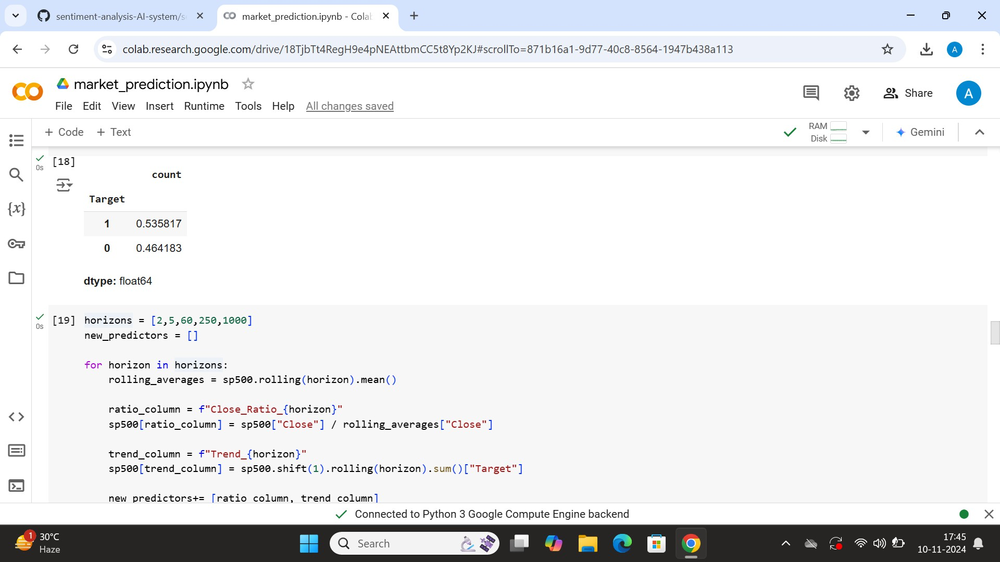 sentiment-analysis-AI-system/s
market_prediction.ipynb - Cola
colab.research.google.com/drive/18TjbTt4RegH9e4pNEAttbmCC5t8Yp2KJ#scrollTo=871b16a1-9d77-40c8-8564-1947b438a113
A
market_prediction.ipynb
File Edit View Insert Runtime Tools Help All changes saved
Share
A
+ Code + Text
RAM
Disk
Gemini
[18]
0s
count
Target
1 0.535817
0 0.464183
dtype: float64
[19] horizons = [2,5,60,250,1000]
0s
new_predictors = []
for horizon in horizons:
rolling_averages = sp500.rolling(horizon).mean()
ratio_column = f"Close_Ratio_{horizon}"
sp500[ratio_column] = sp500["Close"] / rolling_averages["Close"]
trend_column = f"Trend_{horizon}"
sp500[trend_column] = sp500.shift(1).rolling(horizon).sum()["Target"]
new_predictors+= [ratio_column, trend_column]
Connected to Python 3 Google Compute Engine backend
1
30°C
Haze
Search
17:45
10-11-2024